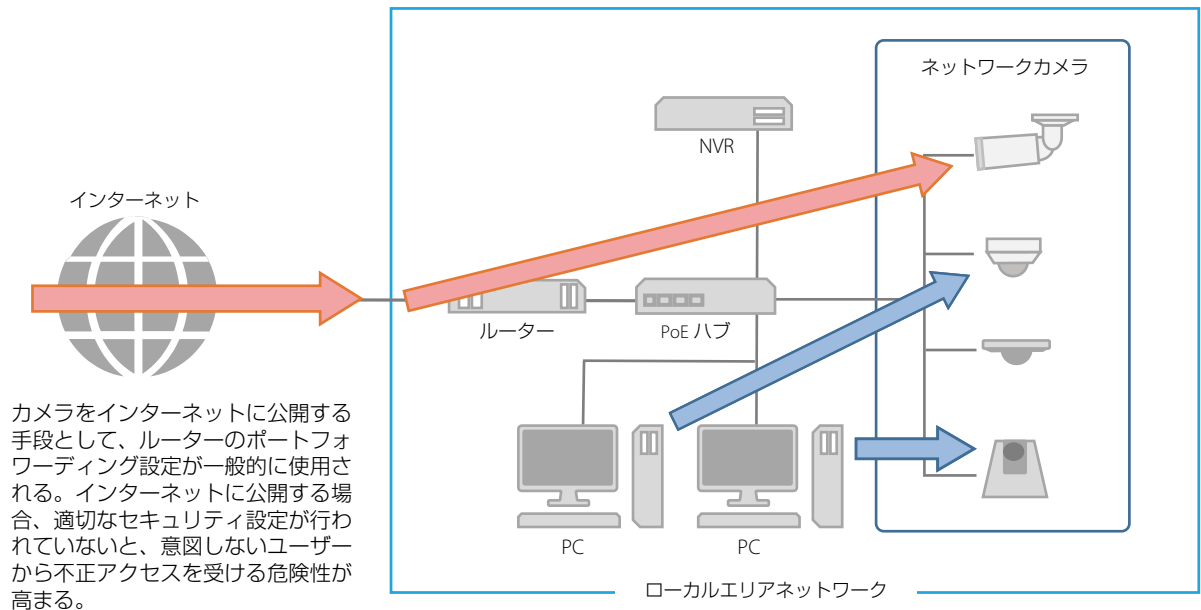 ネットワークカメラ
NVR
インターネット
ルーター
PoE ハブ
カメラをインターネットに公開する
手段として、ルーターのポートフォ
ワーディング設定が一般的に使用さ
れる。インターネットに公開する場
合、適切なセキュリティ設定が行わ
れていないと、意図しないユーザー
から不正アクセスを受ける危険性が
高まる。
PC
PC
ローカルエリアネットワーク